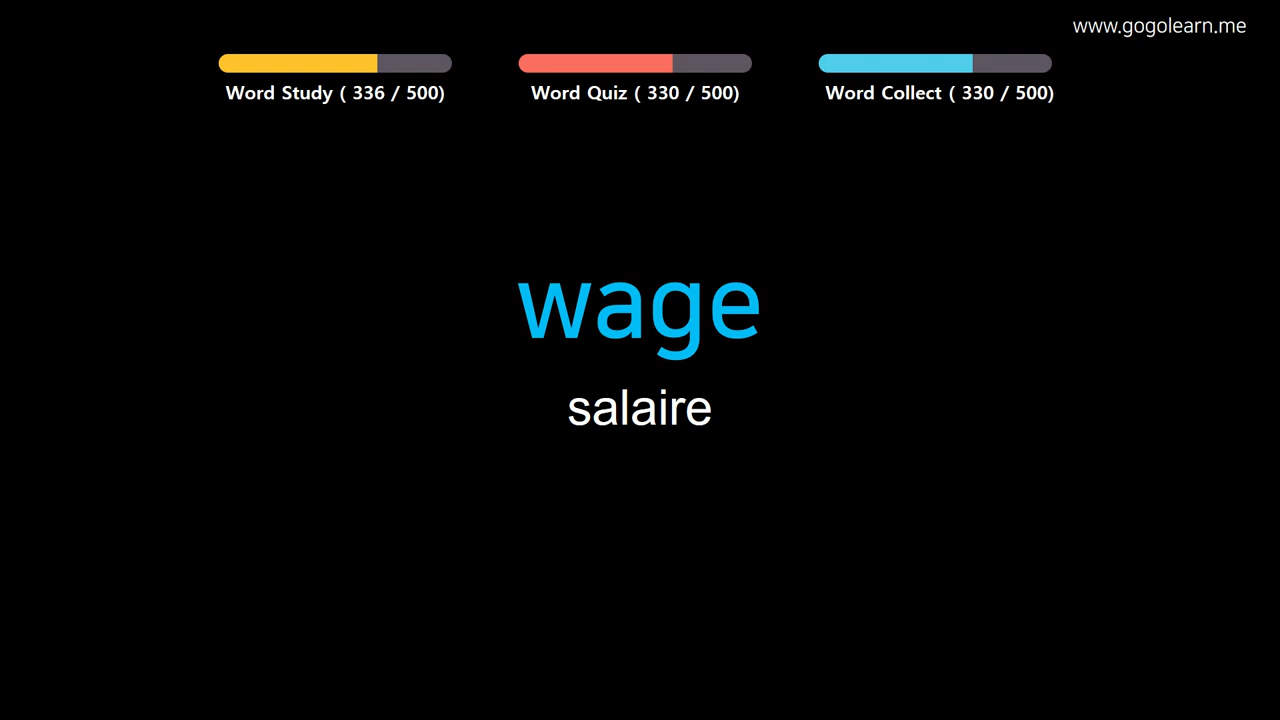 www.gogolearn.me
Word Study ( 336 / 500)
Word Quiz ( 330 / 500)
Word Collect ( 330 / 500)
wage
salaire